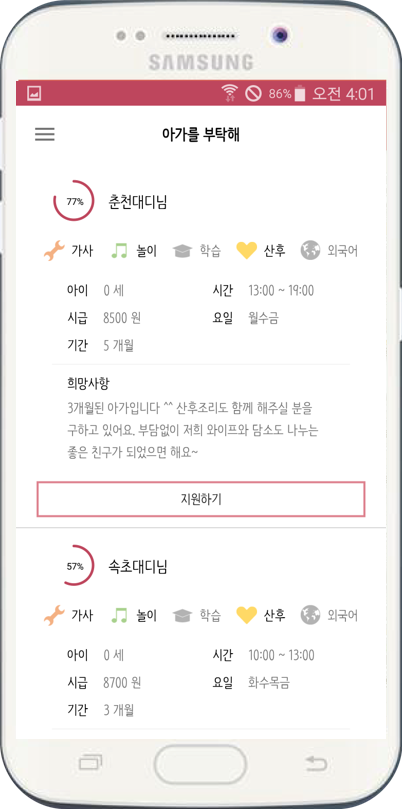 SAMSUNG
86% 오전 4:01
아가를 부탁해
77% 춘천대디님
가사 놀이 학습 산후 외국어
아이 0 세 시간 13:00 ~ 19:00
시급 8500 원 요일 월수금
기간 5 개월
희망사항
3개월된 아가입니다 ^^ 산후조리도 함께 해주실 분을
구하고 있어요. 부담없이 저희 와이프와 담소도 나누는
좋은 친구가 되었으면 해요~
지원하기
57% 속초대디님
가사 놀이 학습 산후 외국어
아이 0 세 시간 10:00 ~ 13:00
시급 8700 원 요일 화수목금
기간 3 개월